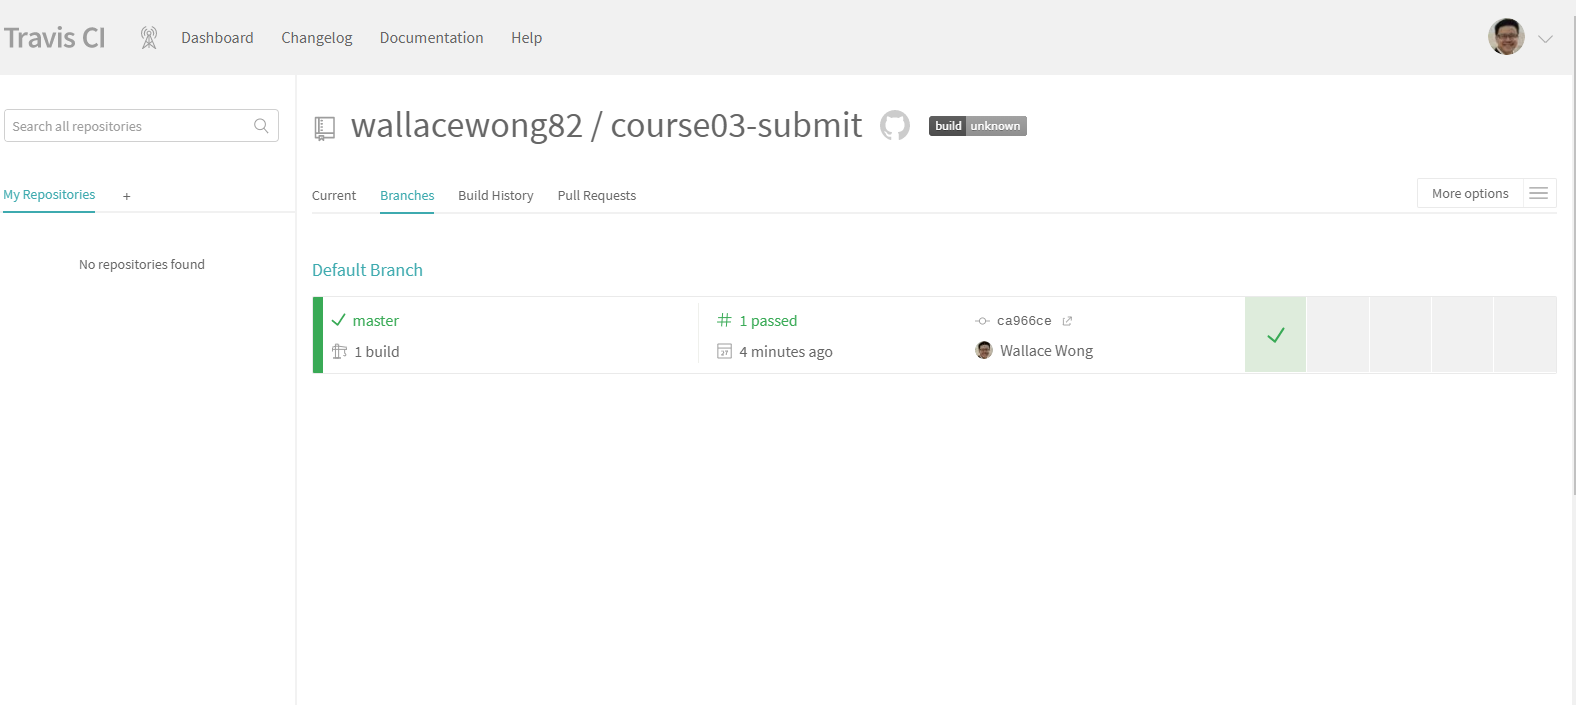 Travis CI
Dashboard
Changelog
Documentation
Help
Search all repositories
My Repositories
+
No repositories found
wallacewong82 / course03-submit
build unknown
Current
Branches
Build History
Pull Requests
More options
Default Branch
master
1 passed
ca966ce
1 build
27
4 minutes ago
Wallace Wong